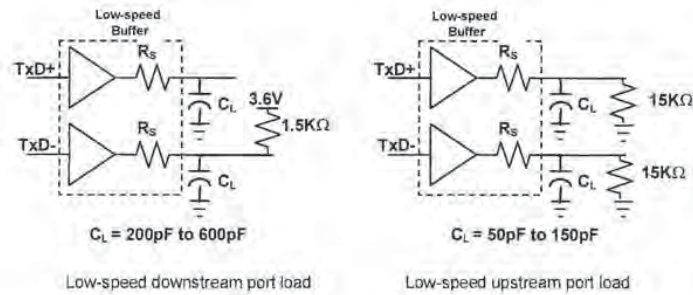 Low-speed
Buffer
TxD+
Rs
CL
3.6V
1.5KΩ
TxD-
Rs
CL
CL = 200pF to 600pF
Low-speed downstream port load
Low-speed
Buffer
TxD+
Rs
CL
15KΩ
TxD-
Rs
CL
15KΩ
CL = 50pF to 150pF
Low-speed upstream port load